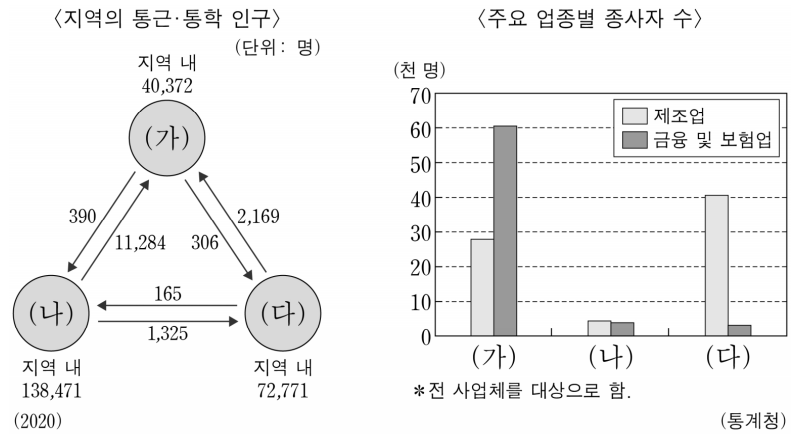 〈지역의 통근·통학 인구〉
(단위: 명)
지역 내
40,372
(가)
390
11,284
306
2,169
165
1,325
(나)
(다)
지역 내
138,471
지역 내
72,771
(2020)
〈주요 업종별 종사자 수〉
(천 명)
70
60
50
40
30
20
10
0
제조업
금융 및 보험업
(가) (나) (다)
*전 사업체를 대상으로 함.
(통계청)